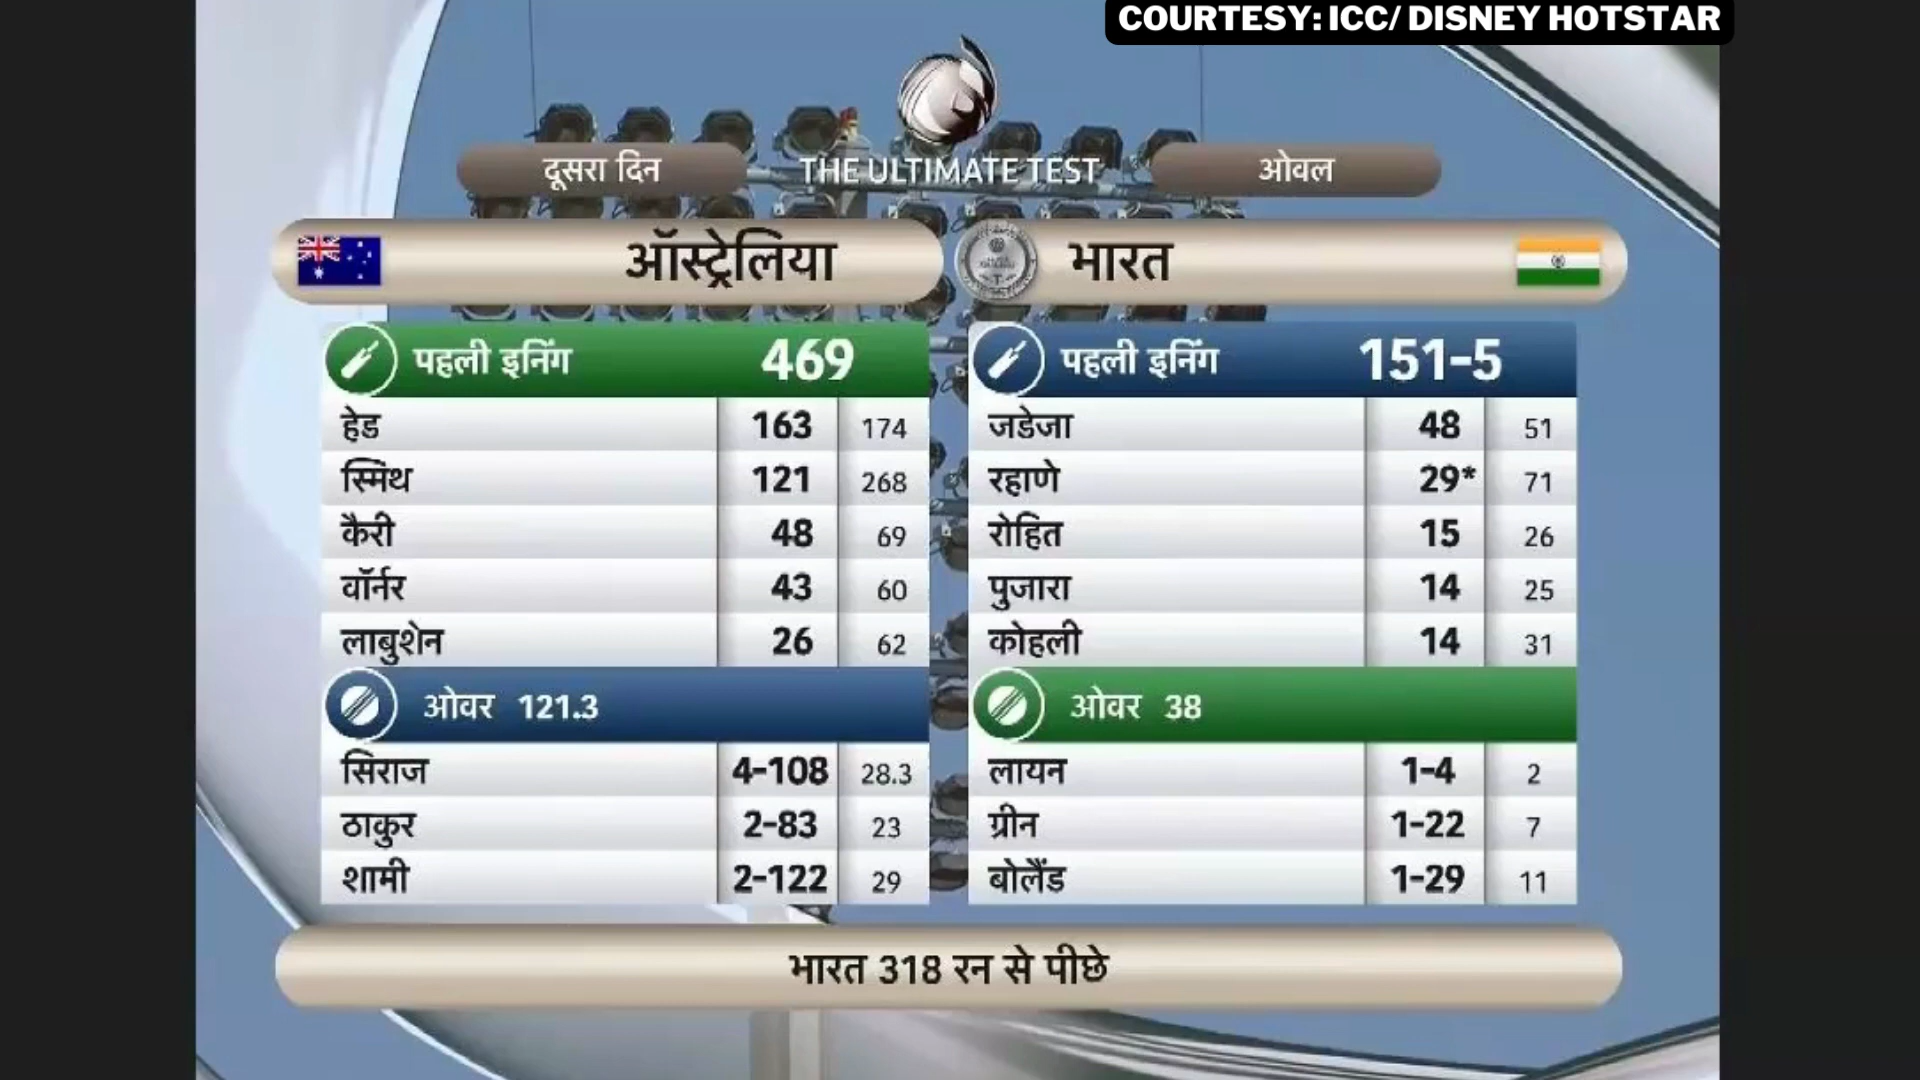 COURTESY: ICC/ DISNEY HOTSTAR
दूसरा दिन THE ULTIMATE TEST ओवल
ऑस्ट्रेलिया भारत
पहली इनिंग 469
हेड 163 174
स्मिथ 121 268
कैरी 48 69
वॉर्नर 43 60
लाबुशेन 26 62
ओवर 121.3
सिराज 4-108 28.3
ठाकुर 2-83 23
शामी 2-122 29
पहली इनिंग 151-5
जडेजा 48 51
रहाणे 29* 71
रोहित 15 26
पुजारा 14 25
कोहली 14 31
ओवर 38
लायन 1-4 2
ग्रीन 1-22 7
बोलैंड 1-29 11
भारत 318 रन से पीछे